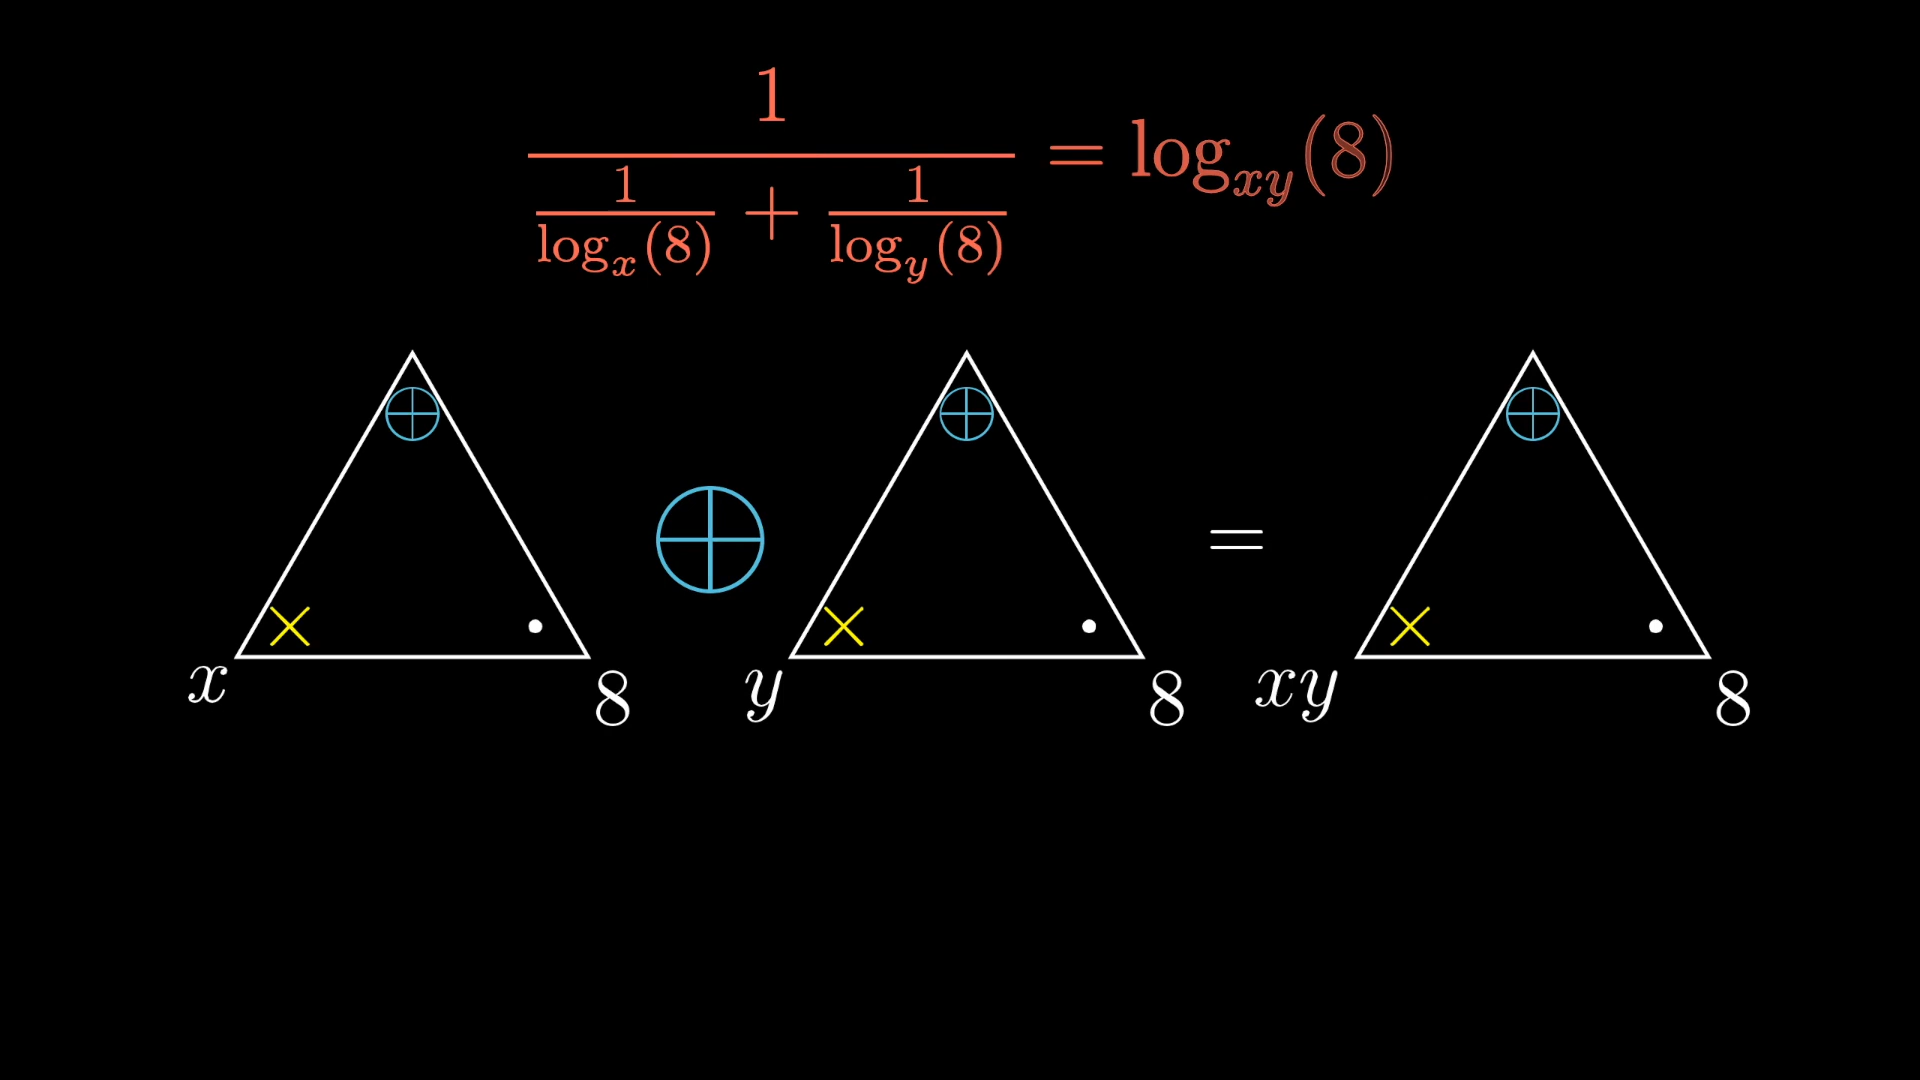 1 / (1/log_x(8) + 1/log_y(8)) = log_xy(8)
⊕ ⊕ ⊕
⊕ =
× • × • × •
x 8 y 8 xy 8